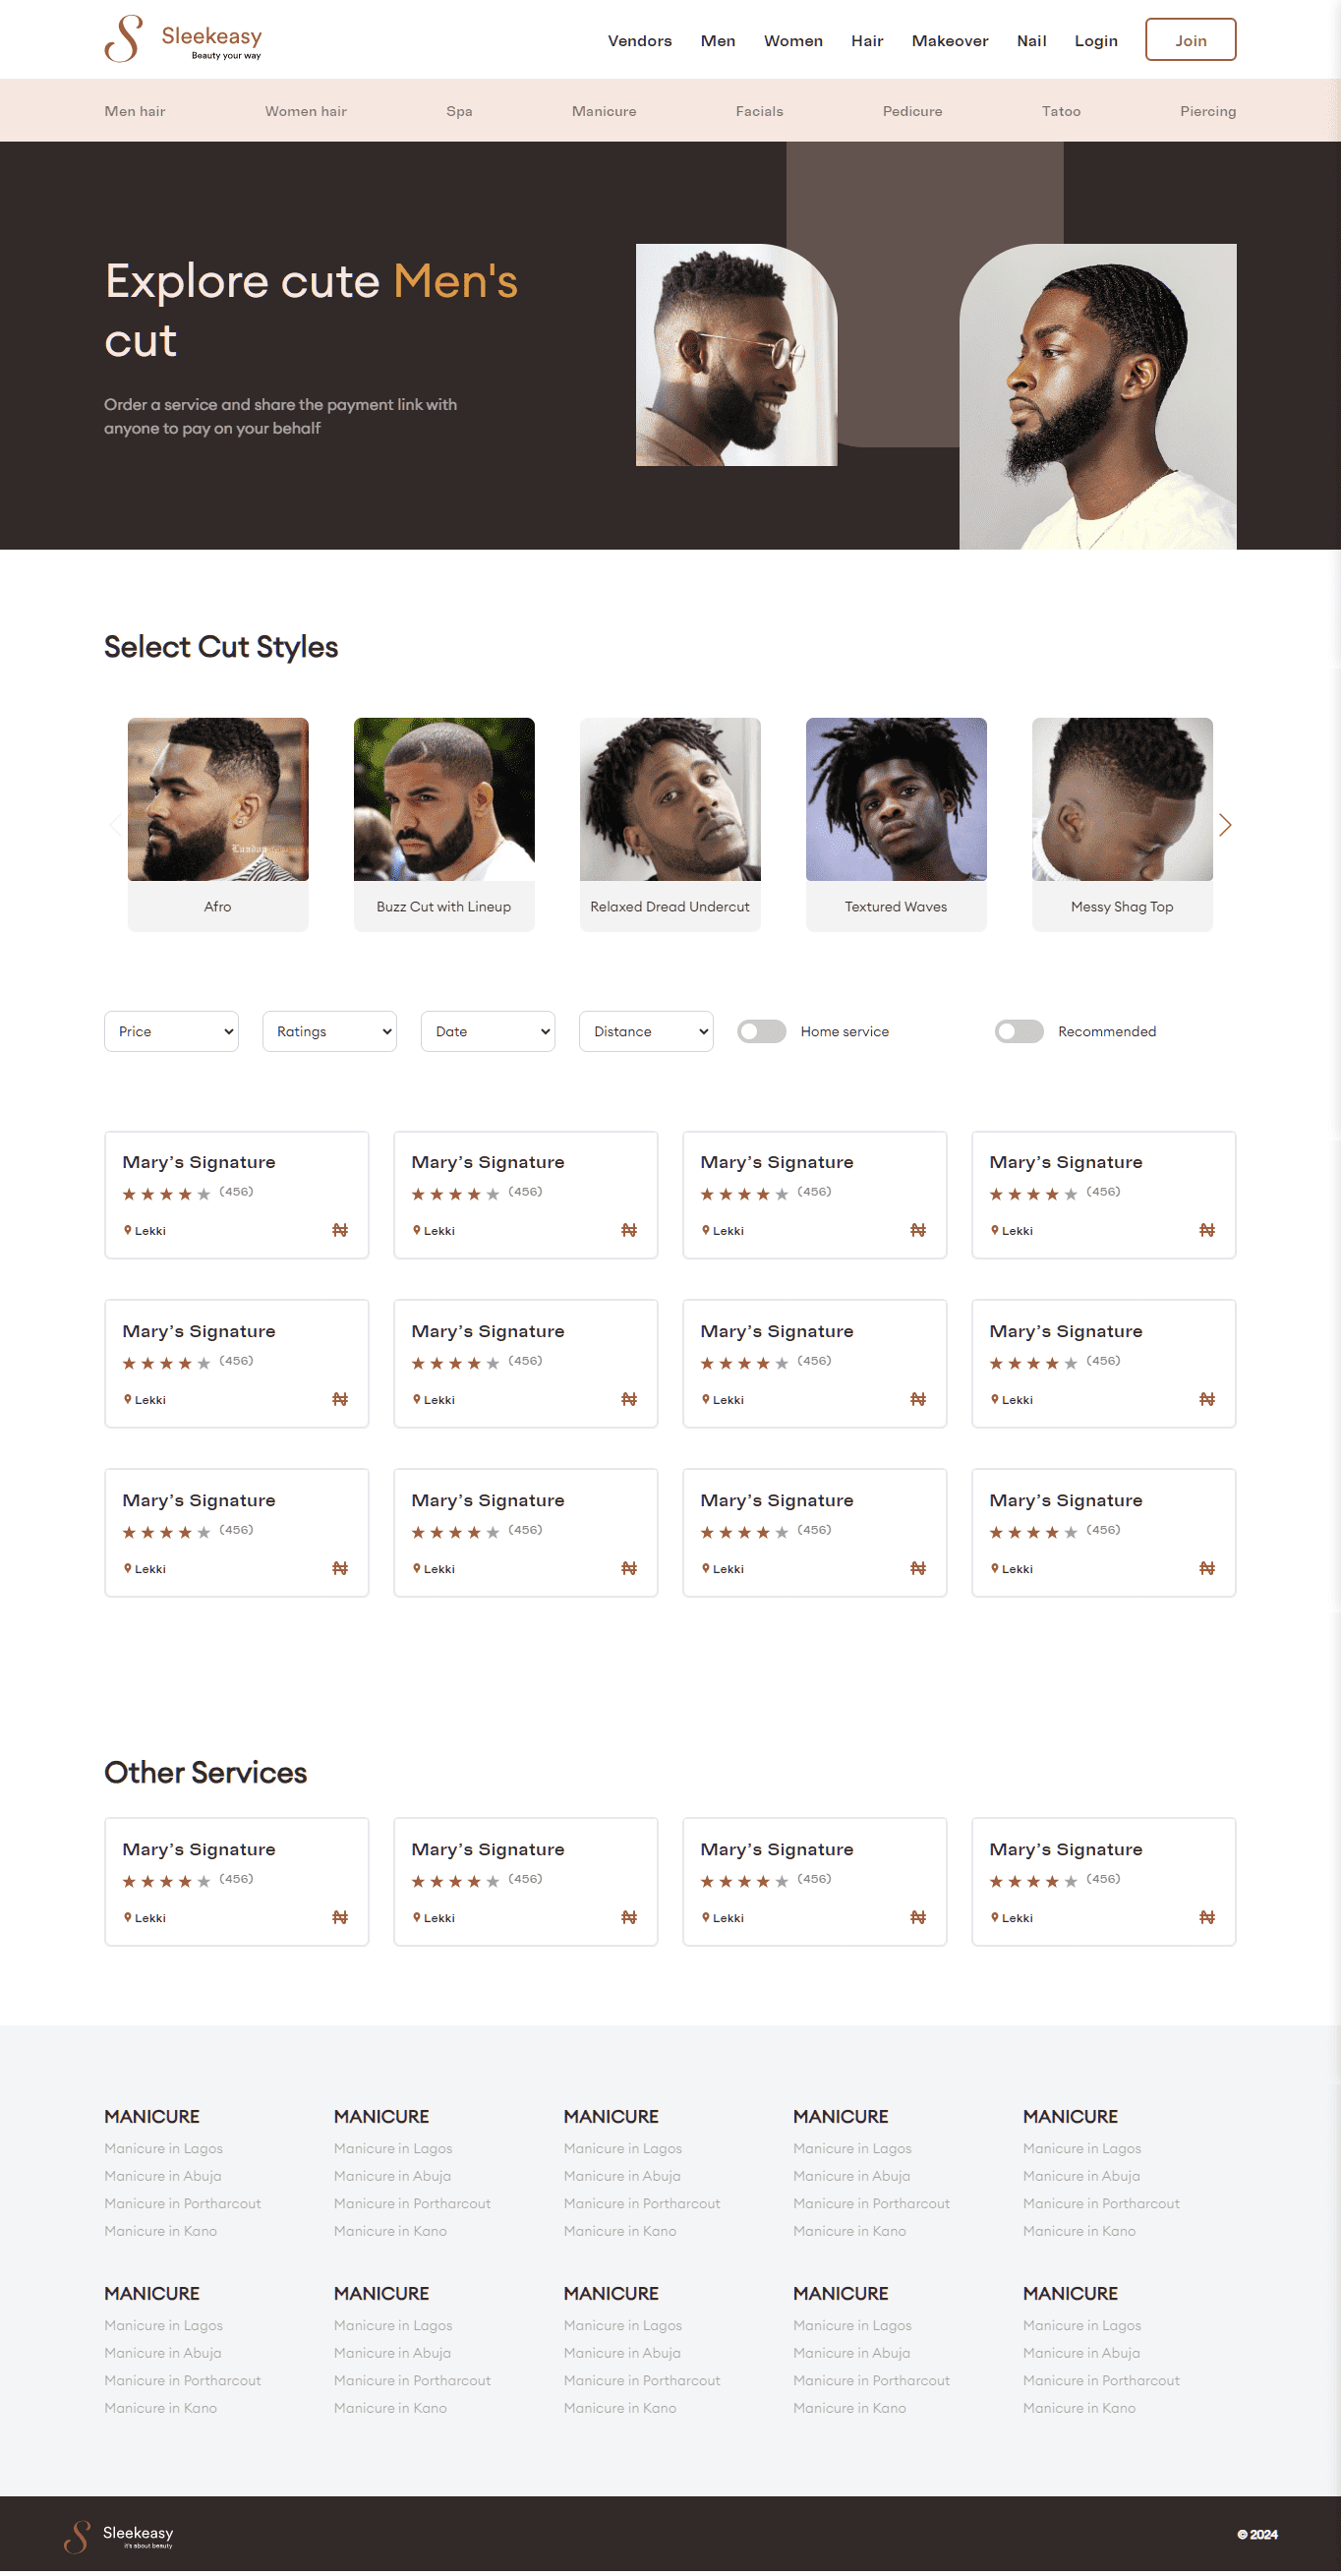 Sleekeasy
Beauty your way
Vendors Men Women Hair Makeover Nail Login Join
Men hair Women hair Spa Manicure Facials Pedicure Tatoo Piercing
Explore cute Men's
cut
Order a service and share the payment link with
anyone to pay on your behalf
Select Cut Styles
Afro Buzz Cut with Lineup Relaxed Dread Undercut Textured Waves Messy Shag Top
Price Ratings Date Distance Home service Recommended
Mary’s Signature Mary’s Signature Mary’s Signature Mary’s Signature
(456) (456) (456) (456)
Lekki ₦ Lekki ₦ Lekki ₦ Lekki ₦
Mary’s Signature Mary’s Signature Mary’s Signature Mary’s Signature
(456) (456) (456) (456)
Lekki ₦ Lekki ₦ Lekki ₦ Lekki ₦
Mary’s Signature Mary’s Signature Mary’s Signature Mary’s Signature
(456) (456) (456) (456)
Lekki ₦ Lekki ₦ Lekki ₦ Lekki ₦
Other Services
Mary’s Signature Mary’s Signature Mary’s Signature Mary’s Signature
(456) (456) (456) (456)
Lekki ₦ Lekki ₦ Lekki ₦ Lekki ₦
MANICURE MANICURE MANICURE MANICURE MANICURE
Manicure in Lagos Manicure in Lagos Manicure in Lagos Manicure in Lagos Manicure in Lagos
Manicure in Abuja Manicure in Abuja Manicure in Abuja Manicure in Abuja Manicure in Abuja
Manicure in Portharcout Manicure in Portharcout Manicure in Portharcout Manicure in Portharcout Manicure in Portharcout
Manicure in Kano Manicure in Kano Manicure in Kano Manicure in Kano Manicure in Kano
MANICURE MANICURE MANICURE MANICURE MANICURE
Manicure in Lagos Manicure in Lagos Manicure in Lagos Manicure in Lagos Manicure in Lagos
Manicure in Abuja Manicure in Abuja Manicure in Abuja Manicure in Abuja Manicure in Abuja
Manicure in Portharcout Manicure in Portharcout Manicure in Portharcout Manicure in Portharcout Manicure in Portharcout
Manicure in Kano Manicure in Kano Manicure in Kano Manicure in Kano Manicure in Kano
Sleekeasy
it's about beauty
© 2024